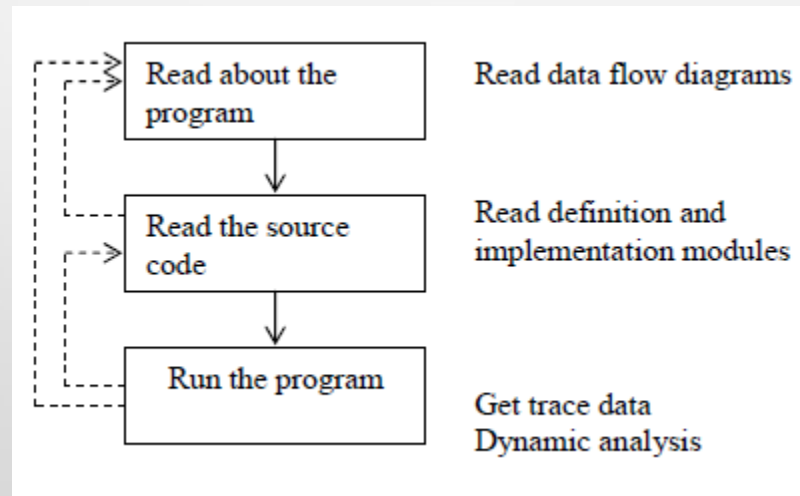 Read about the
program
Read data flow diagrams
Read the source
code
Read definition and
implementation modules
Run the program
Get trace data
Dynamic analysis